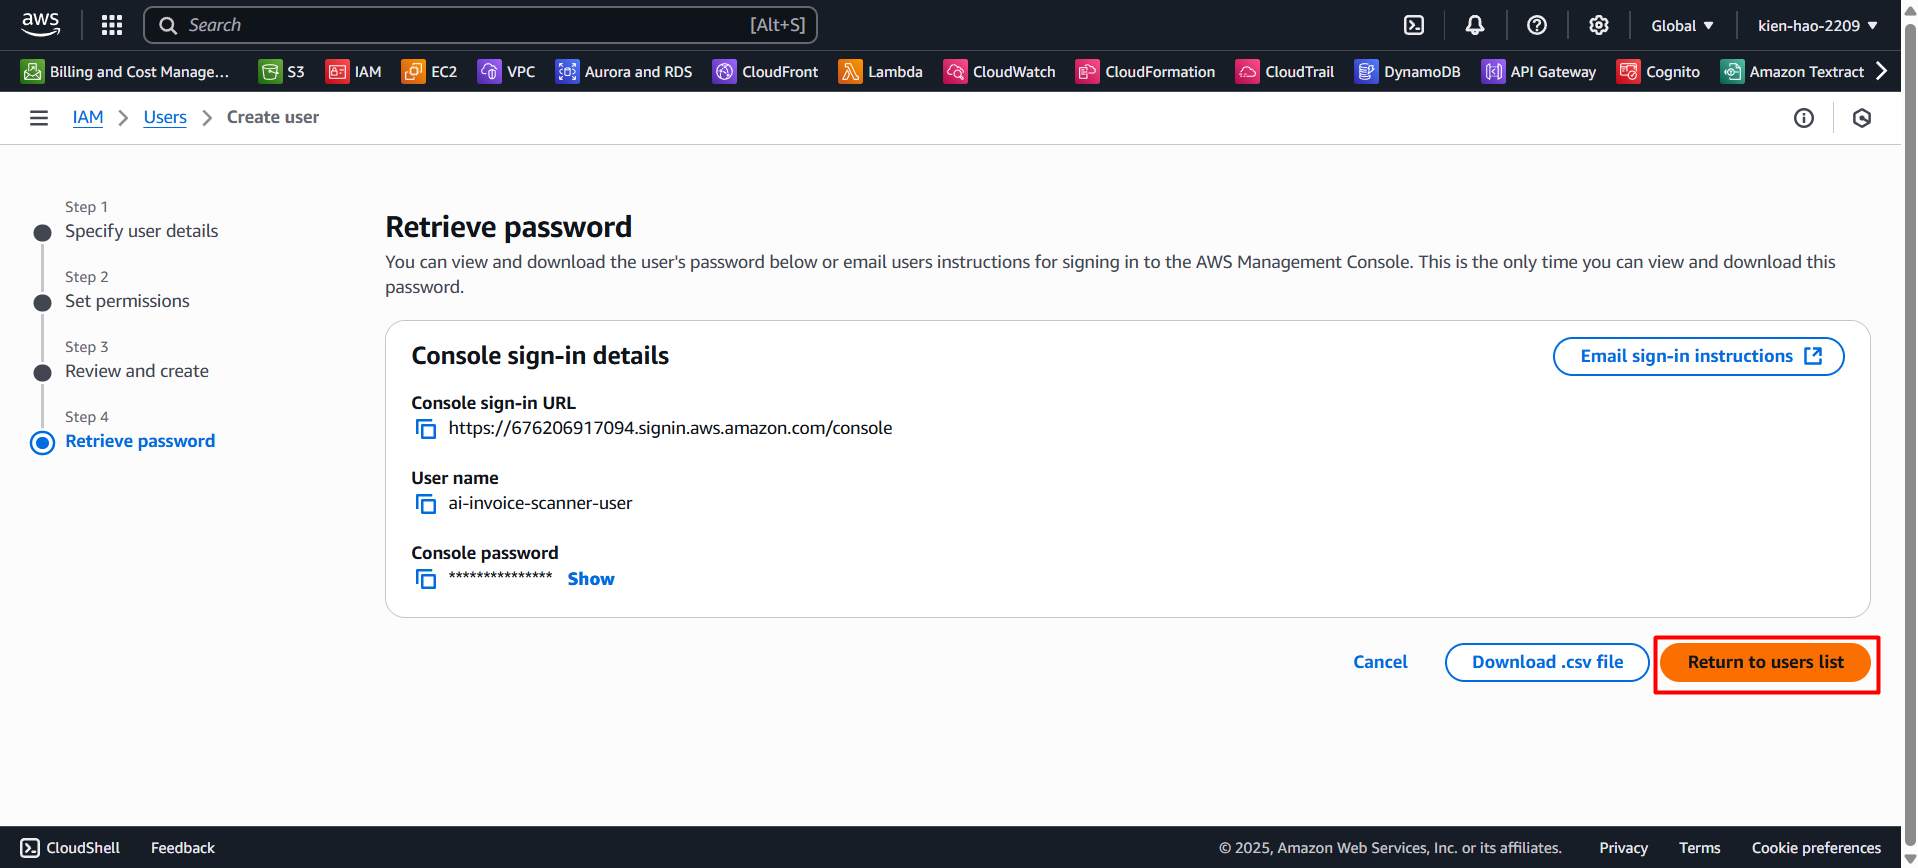 aws
Search
[Alt+S]
Global
kien-hao-2209
Billing and Cost Manage...
S3
IAM
EC2
VPC
Aurora and RDS
CloudFront
Lambda
CloudWatch
CloudFormation
CloudTrail
DynamoDB
API Gateway
Cognito
Amazon Textract
IAM
Users
Create user
Step 1
Specify user details
Step 2
Set permissions
Step 3
Review and create
Step 4
Retrieve password
Retrieve password
You can view and download the user's password below or email users instructions for signing in to the AWS Management Console. This is the only time you can view and download this
password.
Console sign-in details
Email sign-in instructions
Console sign-in URL
https://676206917094.signin.aws.amazon.com/console
User name
ai-invoice-scanner-user
Console password
*************** Show
Cancel
Download .csv file
Return to users list
CloudShell
Feedback
© 2025, Amazon Web Services, Inc. or its affiliates.
Privacy
Terms
Cookie preferences